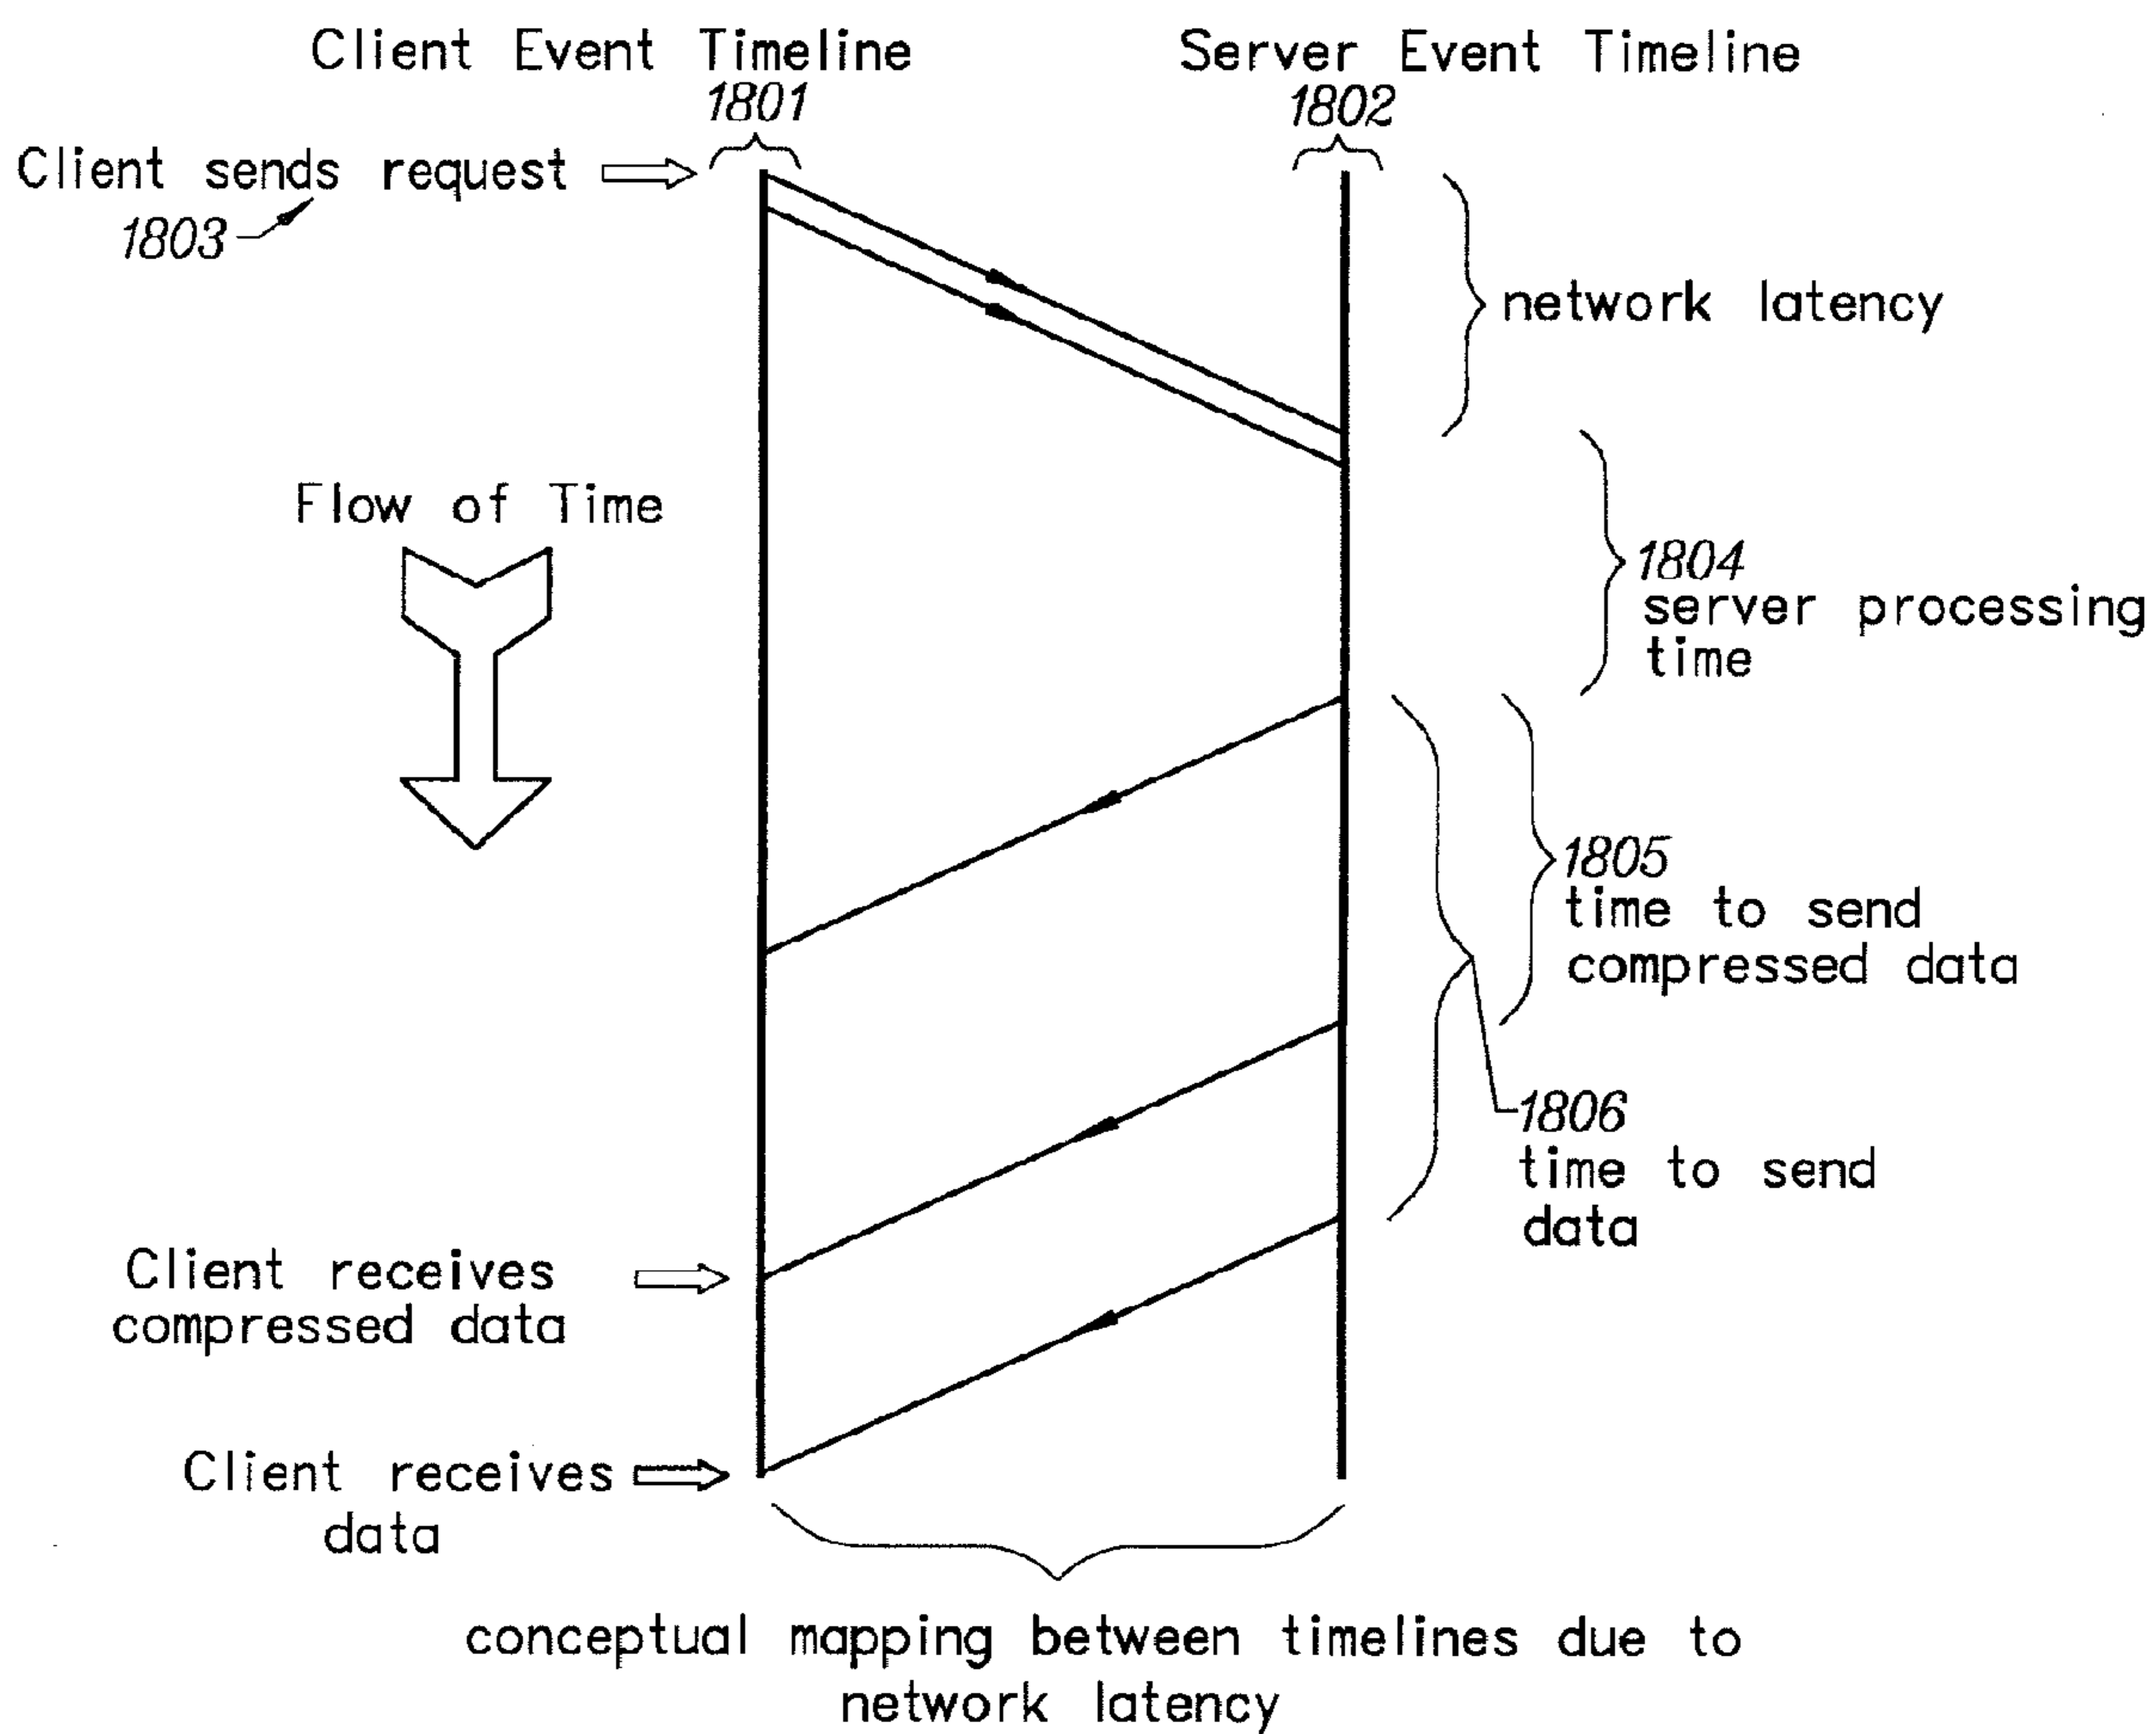 Client Event Timeline
1801
Server Event Timeline
1802
Client sends request
1803
network latency
Flow of Time
1804
server processing
time
1805
time to send
compressed data
1806
time to send
data
Client receives
compressed data
Client receives
data
conceptual mapping between timelines due to
network latency